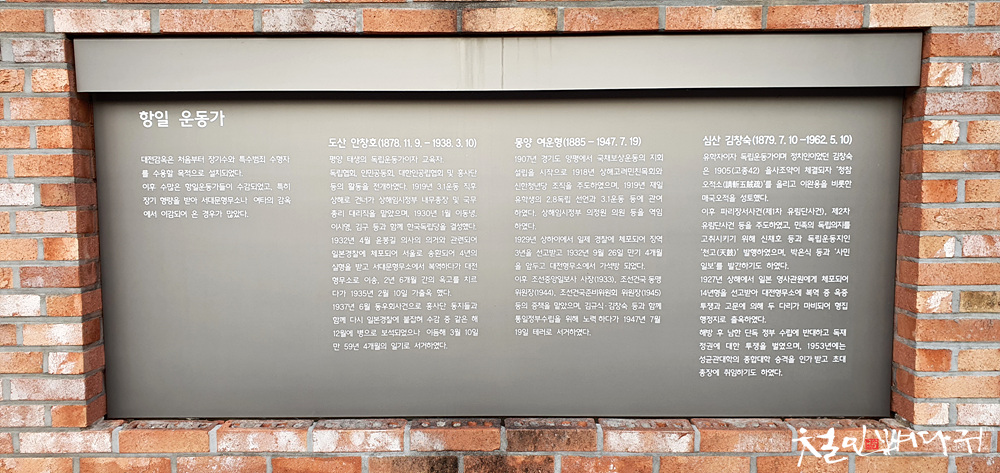 항일 운동가
대전감옥은 처음부터 장기수와 특수범죄 수형자
를 수용할 목적으로 설치되었다.
이후 수많은 항일운동가들이 수감되었고, 특히
장기 형량을 받아 서대문형무소나 여타의 감옥
에서 이감되어 온 경우가 많았다.
도산 안창호(1878. 11. 9. ~ 1938. 3. 10)
평양 태생의 독립운동가이자 교육자.
독립협회, 만민공동회, 대한인공립협회 및 흥사단
등의 활동을 전개하였다. 1919년 3.1운동 직후
상해로 건너가 상해임시정부 내무총장 및 국무
총리 대리직을 맡았으며, 1930년 1월 이동녕,
이시영, 김구 등과 함께 한국독립당을 결성했다.
1932년 4월 윤봉길 의사의 의거와 관련되어
일본경찰에 체포되어 서울로 송환되어 4년의
실형을 받고 서대문형무소에서 복역하다가 대전
형무소로 이송, 2년 6개월 간의 옥고를 치르
다가 1935년 2월 10일 가출옥 했다.
1937년 6월 동우회사건으로 흥사단 동지들과
함께 다시 일본경찰에 붙잡혀 수감 중 같은 해
12월에 병으로 보석되었으나 이듬해 3월 10일
만 59년 4개월의 일기로 서거하였다.
몽양 여운형(1885 ~ 1947. 7. 19)
1907년 경기도 양평에서 국채보상운동의 지회
설립을 시작으로 1918년 상해고려민친목회와
신한청년당 조직을 주도하였으며, 1919년 재일
유학생의 2.8독립 선언과 3.1운동 등에 관여
하였다. 상해임시정부의 의정원 의원 등을 역임
하였다.
1929년 상하이에서 일제 경찰에 체포되어 징역
3년을 선고받고 1932년 9월 26일 만기 4개월
을 앞두고 대전형무소에서 가석방 되었다.
이후 조선중앙일보사 사장(1933), 조선건국 동맹
위원장(1944), 조선건국준비위원회 위원장(1945)
등의 중책을 맡았으며, 김규식, 김창숙 등과 함께
통일정부수립을 위해 노력 하다가 1947년 7월
19일 테러로 서거하였다.
심산 김창숙(1879. 7. 10 ~1962. 5. 10)
유학자이자 독립운동가이며 정치인이었던 김창숙
은 1905(고종42) 을사조약이 체결되자 '청참
오적소(請斬五賊疏)'를 올리고 이완용을 비롯한
매국오적을 성토했다.
이후 파리장서사건(제1차 유림단사건), 제2차
유림단사건 등을 주도하였고, 민족의 독립의지를
고취시키기 위해 신채호 등과 독립운동지인
'천고(天鼓)' 발행하였으며, 박은식 등과 '사민
일보'를 발간하기도 하였다.
1927년 상해에서 일본 영사관원에게 체포되어
14년형을 선고받아 대전형무소에 복역 중 옥중
투쟁과 고문에 의해 두 다리가 마비되어 형집
행정지로 출옥하였다.
해방 후 남한 단독 정부 수립에 반대하고 독재
정권에 대한 투쟁을 벌였으며, 1953년에는
성균관대학의 종합대학 승격을 인가 받고 초대
총장에 취임하기도 하였다.